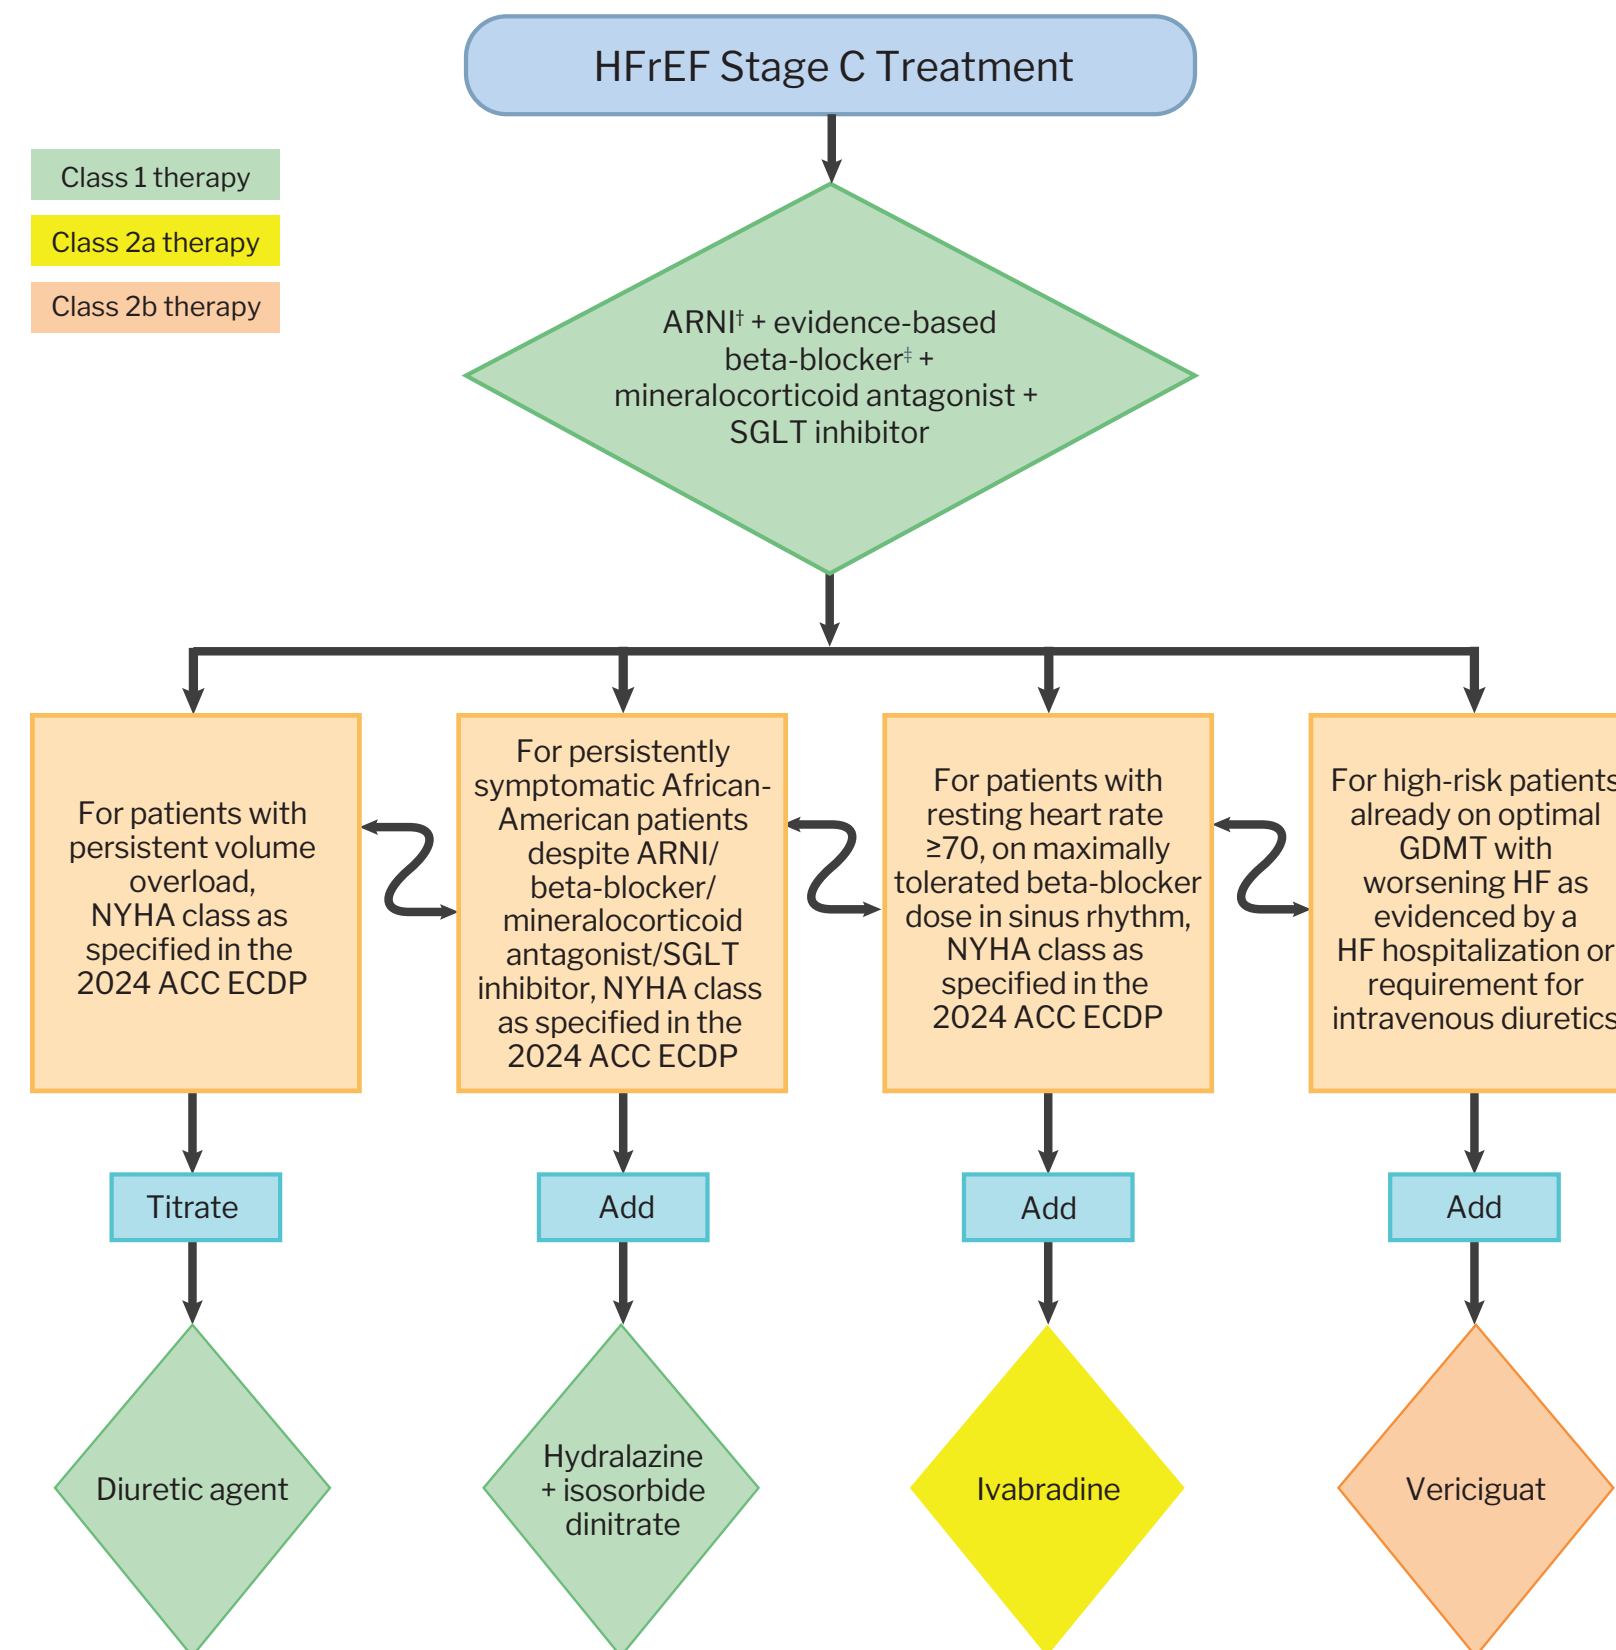 HFrEF Stage C Treatment
Class 1 therapy
Class 2a therapy
Class 2b therapy
ARNI† + evidence-based
beta-blocker‡ +
mineralocorticoid antagonist +
SGLT inhibitor
For patients with
persistent volume
overload,
NYHA class as
specified in the
2024 ACC ECDP
For persistently
symptomatic African-
American patients
despite ARNI/
beta-blocker/
mineralocorticoid
antagonist/SGLT
inhibitor, NYHA class
as specified in the
2024 ACC ECDP
For patients with
resting heart rate
≥70, on maximally
tolerated beta-blocker
dose in sinus rhythm,
NYHA class as
specified in the
2024 ACC ECDP
For high-risk patients
already on optimal
GDMT with
worsening HF as
evidenced by a
HF hospitalization or
requirement for
intravenous diuretics
Titrate
Add
Add
Add
Diuretic agent
Hydralazine
+ isosorbide
dinitrate
Ivabradine
Vericiguat